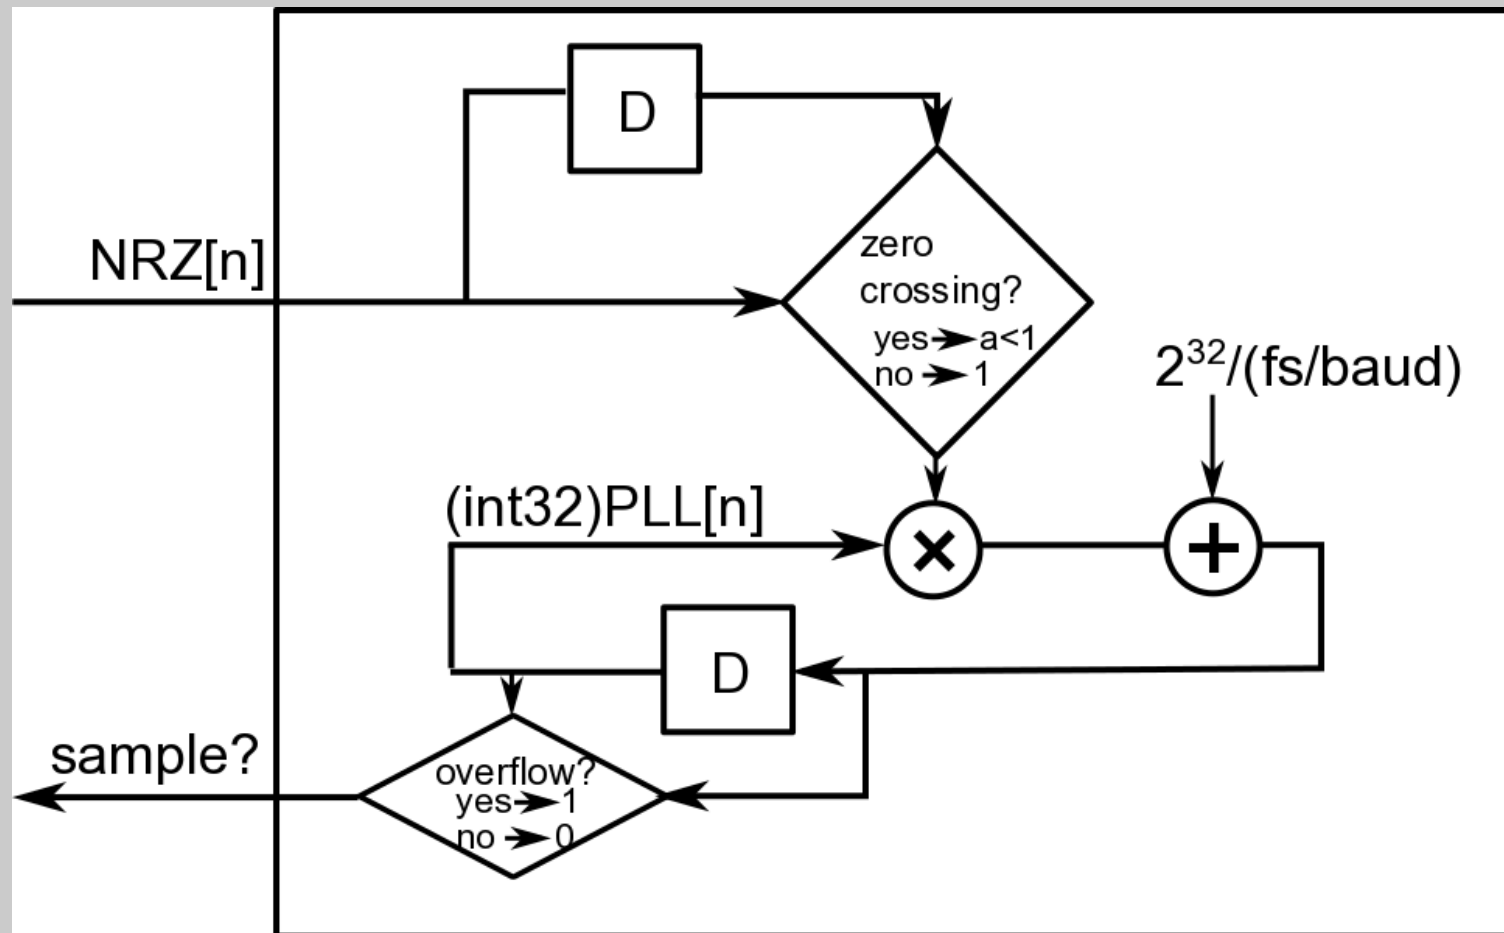 D
NRZ[n]
zero
crossing?
yes→a<1
no→1
2³²/(fs/baud)
(int32)PLL[n]
×
+
D
sample?
overflow?
yes→1
no→0